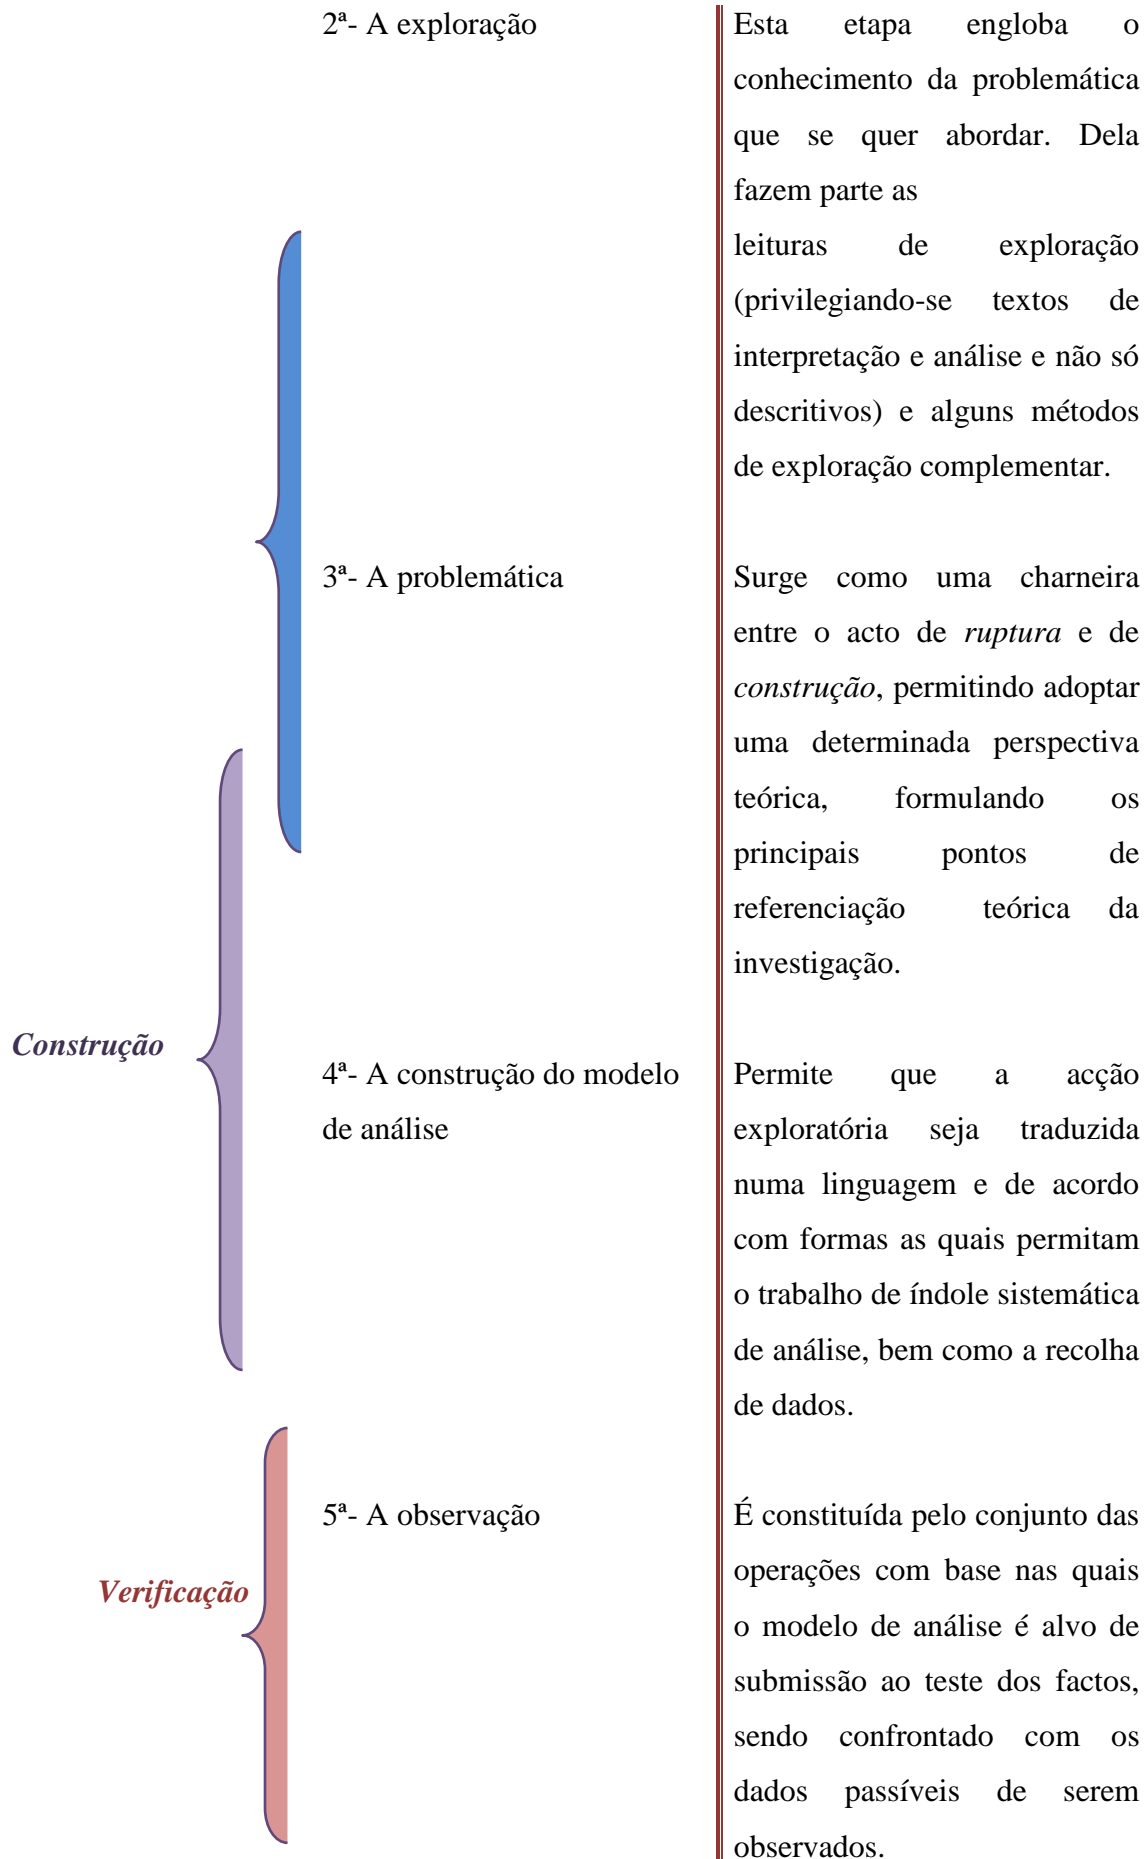 2ª- A exploração
Esta etapa engloba o
conhecimento da problemática
que se quer abordar. Dela
fazem parte as
leituras de exploração
(privilegiando-se textos de
interpretação e análise e não só
descritivos) e alguns métodos
de exploração complementar.
3ª- A problemática
Surge como uma charneira
entre o acto de ruptura e de
construção, permitindo adoptar
uma determinada perspectiva
teórica, formulando os
principais pontos de
referenciação teórica da
investigação.
Construção
4ª- A construção do modelo
de análise
Permite que a acção
exploratória seja traduzida
numa linguagem e de acordo
com formas as quais permitam
o trabalho de índole sistemática
de análise, bem como a recolha
de dados.
Verificação
5ª- A observação
É constituída pelo conjunto das
operações com base nas quais
o modelo de análise é alvo de
submissão ao teste dos factos,
sendo confrontado com os
dados passíveis de serem
observados.